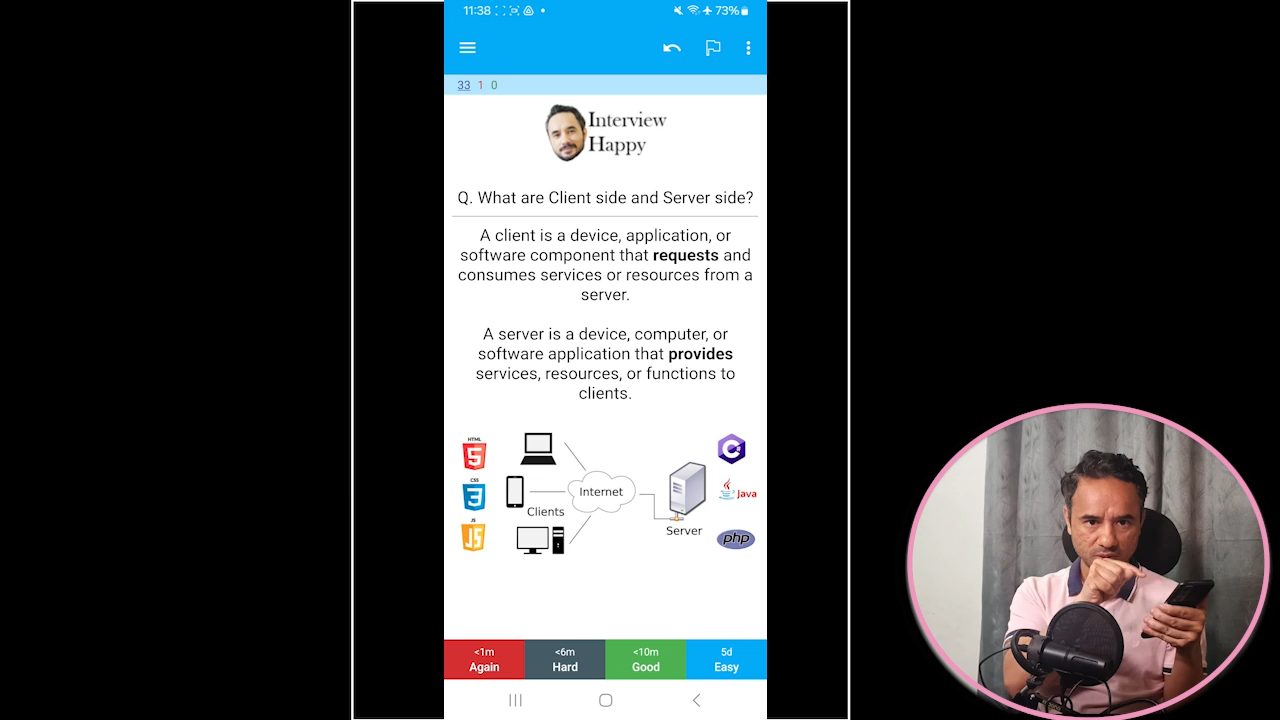 11:38
73%
33 1 0
Interview
Happy
Q. What are Client side and Server side?
A client is a device, application, or
software component that requests and
consumes services or resources from a
server.
A server is a device, computer, or
software application that provides
services, resources, or functions to
clients.
HTML
5
CSS
3
JS
Clients
Internet
Server
C#
Java
php
<1m
Again
<6m
Hard
<10m
Good
5d
Easy